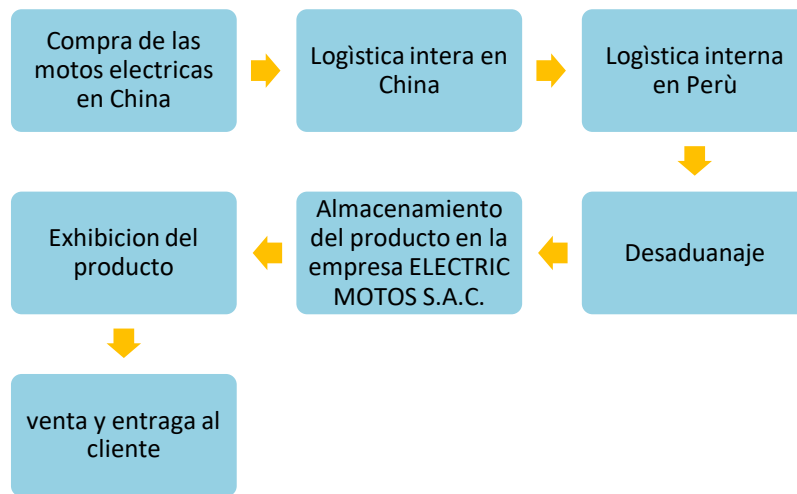 Compra de las
motos electricas
en China
Logìstica intera en
China
Logìstica interna
en Perù
Desaduanaje
Almacenamiento
del producto en la
empresa ELECTRIC
MOTOS S.A.C.
Exhibicion del
producto
venta y entraga al
cliente